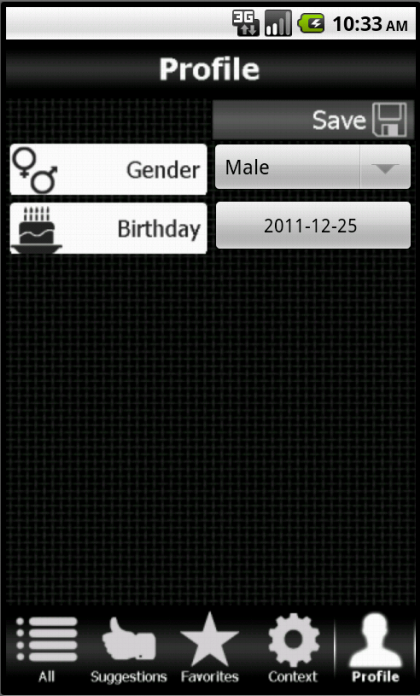 3G 10:33 AM
Profile
Save
Gender Male
Birthday 2011-12-25
All Suggestions Favorites Context Profile